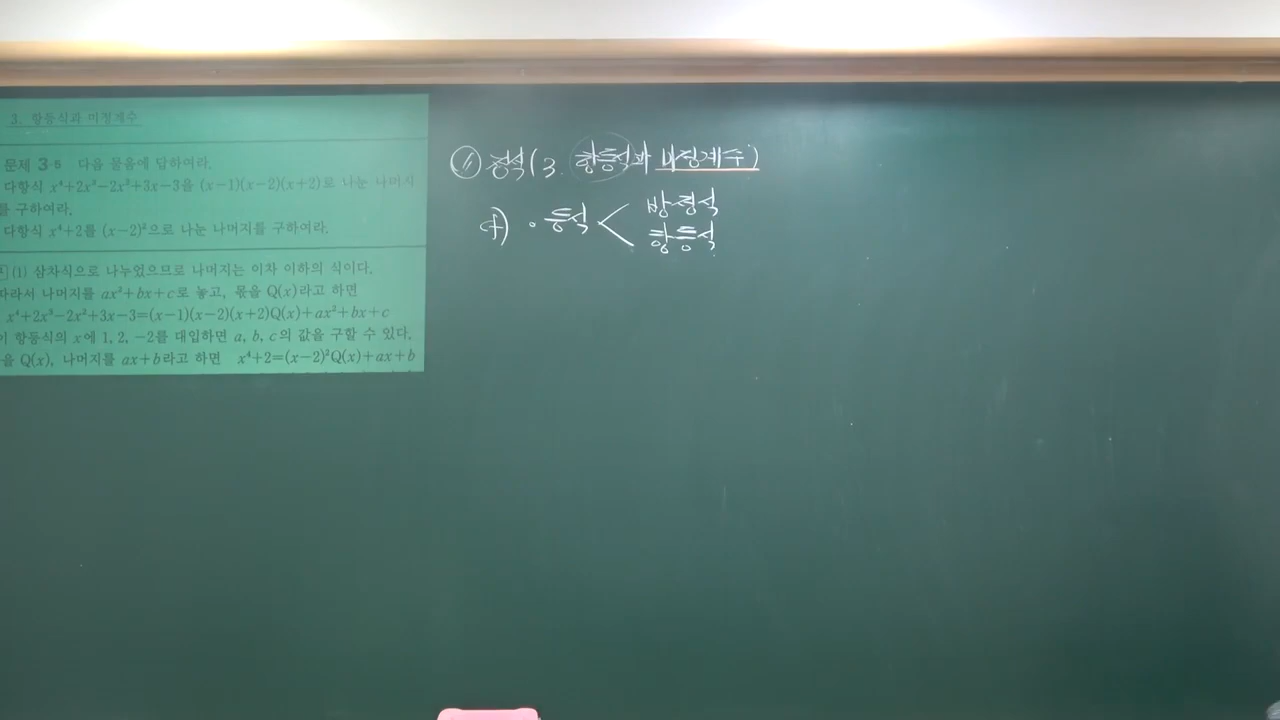 3. 항등식과 미정계수
문제 3-5 다음 물음에 답하여라.
다항식 x⁴+2x³-2x²+3x-3을 (x-1)(x-2)(x+2)로 나눈 나머지
를 구하여라.
다항식 x⁴+2를 (x-2)²으로 나눈 나머지를 구하여라.
(1) 삼차식으로 나누었으므로 나머지는 이차 이하의 식이다.
따라서 나머지를 ax²+bx+c로 놓고, 몫을 Q(x)라고 하면
x⁴+2x³-2x²+3x-3=(x-1)(x-2)(x+2)Q(x)+ax²+bx+c
이 항등식의 x에 1, 2, -2를 대입하면 a, b, c의 값을 구할 수 있다.
을 Q(x), 나머지를 ax+b라고 하면 x⁴+2=(x-2)²Q(x)+ax+b
정석(3. 항등식과 미정계수)
· 등식 < 방정식
항등식